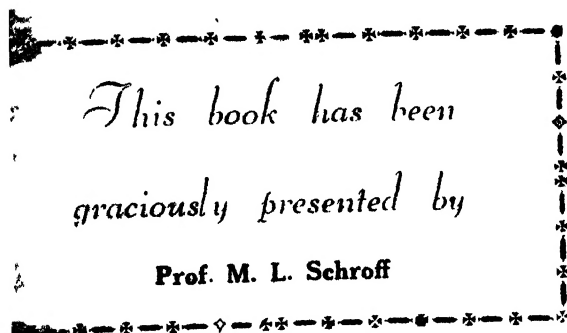 This book has been
graciously presented by
Prof. M. L. Schroff